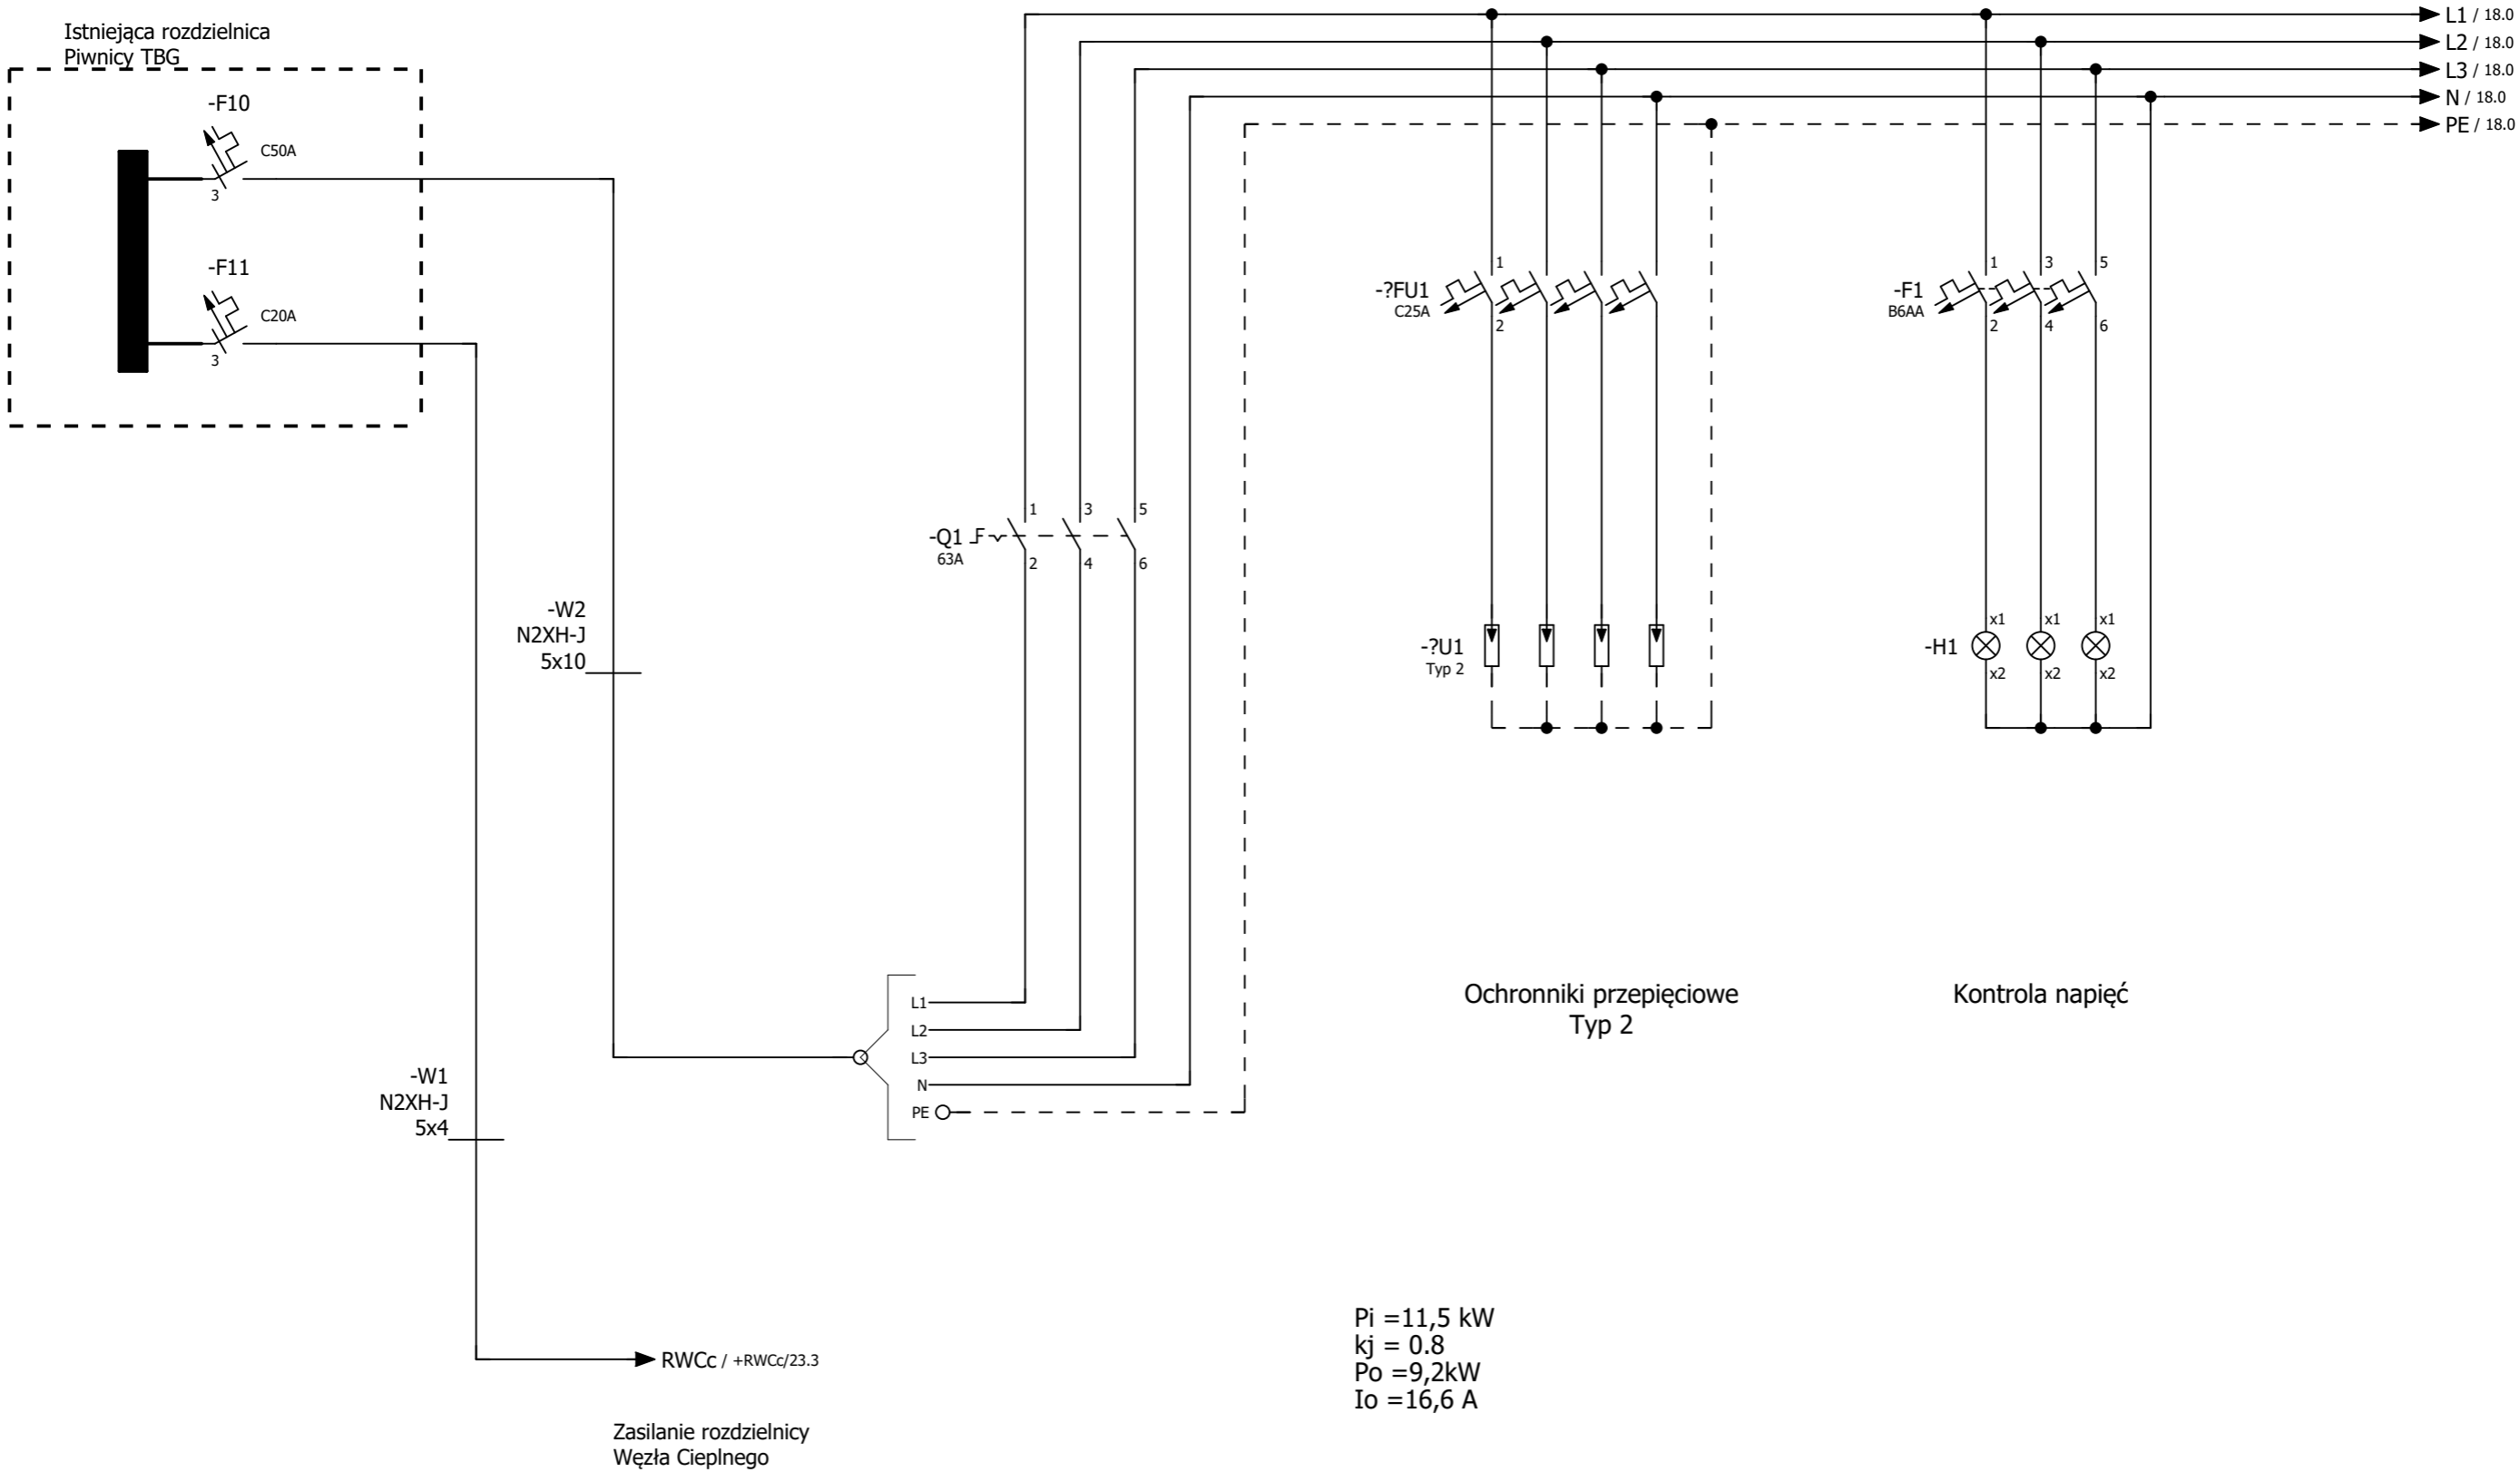 Istniejąca rozdzielnica
Piwnicy TBG
-F10
C50A
3
-F11
C20A
3
L1 / 18.0
L2 / 18.0
L3 / 18.0
N / 18.0
PE / 18.0
-?FU1
C25A
1
2
-F1
B6AA
1
3
5
2
4
6
-Q1
63A
1
3
5
2
4
6
-W2
N2XH-J
5x10
-?U1
Typ 2
-H1
x1
x1
x1
x2
x2
x2
L1
L2
L3
N
PE
Ochronniki przepięciowe
Typ 2
Kontrola napięć
-W1
N2XH-J
5x4
RWCc / +RWCc/23.3
Zasilanie rozdzielnicy
Węzła Cieplnego
Pi =11,5 kW
kj = 0.8
Po =9,2kW
Io =16,6 A